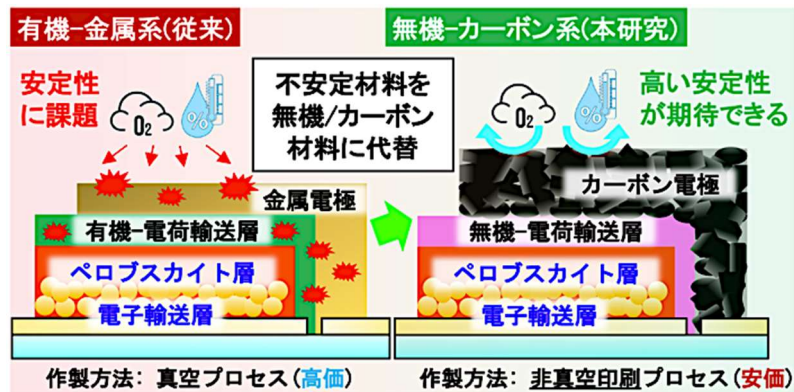 有機-金属系(従来)
無機-カーボン系(本研究)
安定性
に課題
O₂
%
不安定材料を
無機/カーボン
材料に代替
O₂
%
高い安定性
が期待できる
金属電極
有機-電荷輸送層
ペロブスカイト層
電子輸送層
カーボン電極
無機-電荷輸送層
ペロブスカイト層
電子輸送層
作製方法: 真空プロセス(高価)
作製方法: 非真空印刷プロセス(安価)